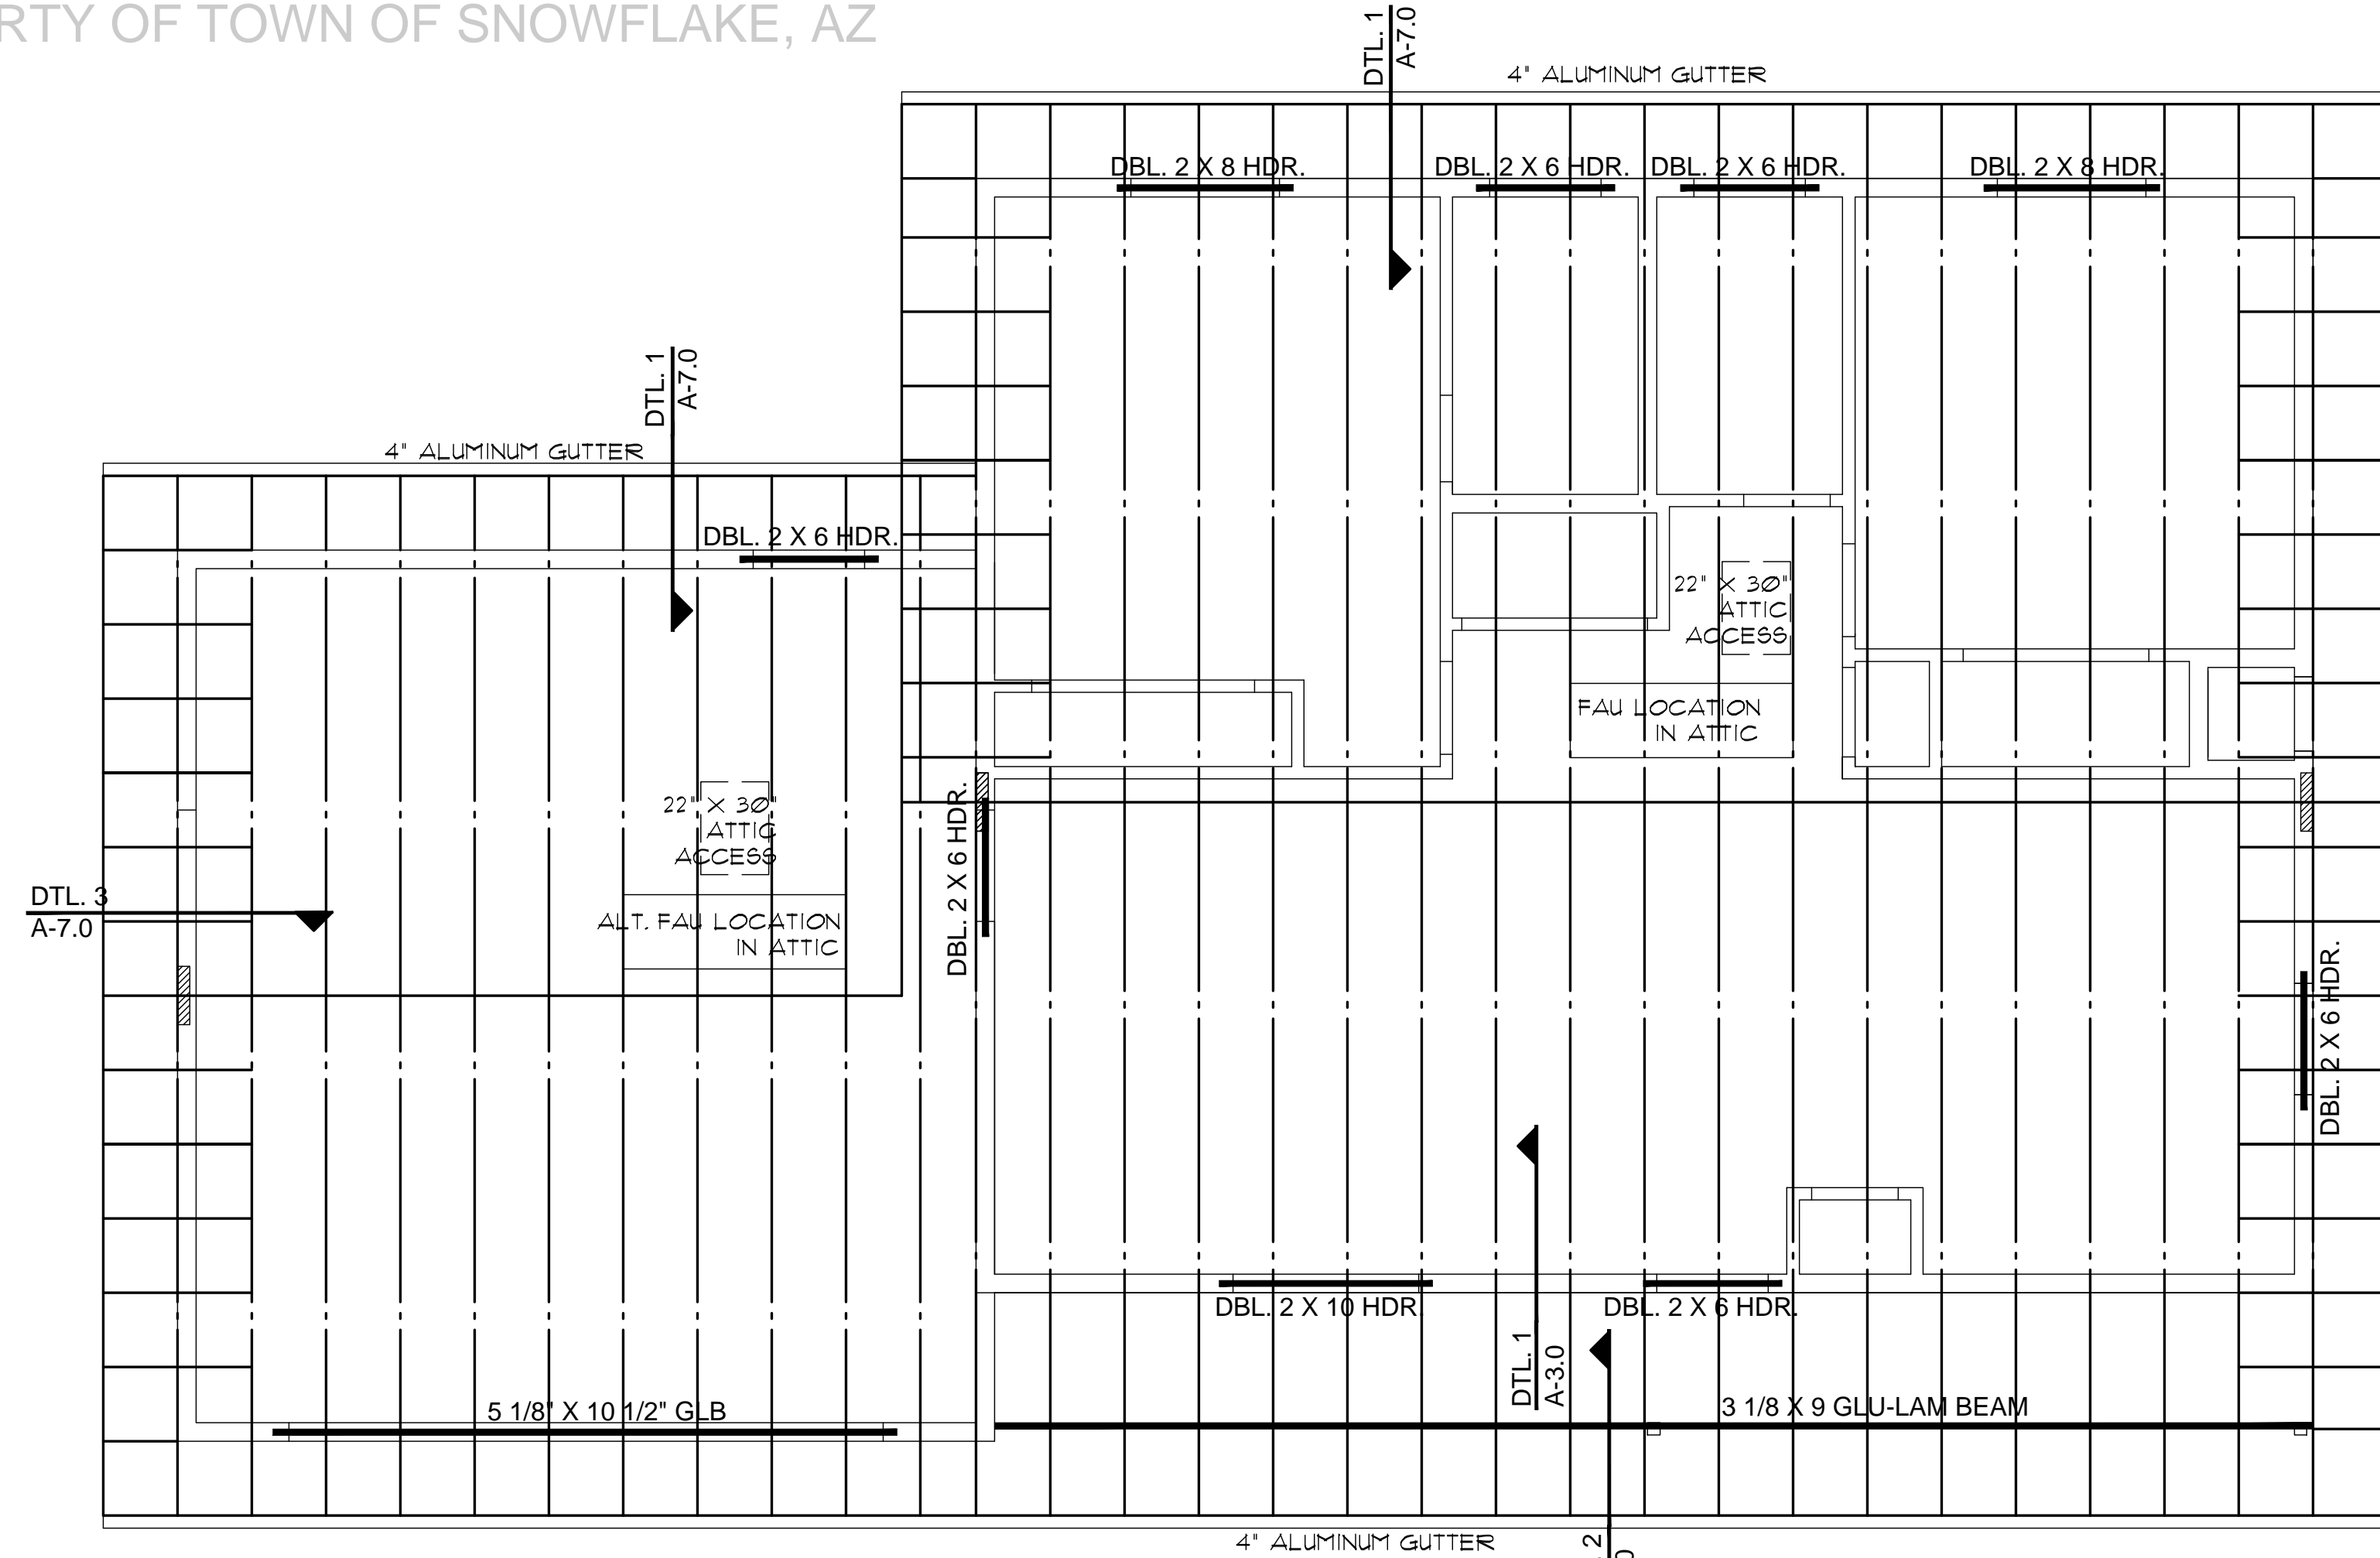 RTY OF TOWN OF SNOWFLAKE, AZ
DTL. 1
A-7.0
4" ALUMINUM GUTTER
DBL. 2 X 8 HDR.
DBL. 2 X 6 HDR.
DBL. 2 X 6 HDR.
DBL. 2 X 8 HDR.
DTL. 1
A-7.0
4" ALUMINUM GUTTER
DBL. 2 X 6 HDR.
22" X 30"
ATTIC
ACCESS
FAU LOCATION
IN ATTIC
22" X 30"
ATTIC
ACCESS
DBL. 2 X 6 HDR.
DTL. 3
A-7.0
ALT. FAU LOCATION
IN ATTIC
DBL. 2 X 6 HDR.
DBL. 2 X 10 HDR.
DBL. 2 X 6 HDR.
DTL. 1
A-3.0
5 1/8" X 10 1/2" GLB
3 1/8 X 9 GLU-LAM BEAM
4" ALUMINUM GUTTER
2